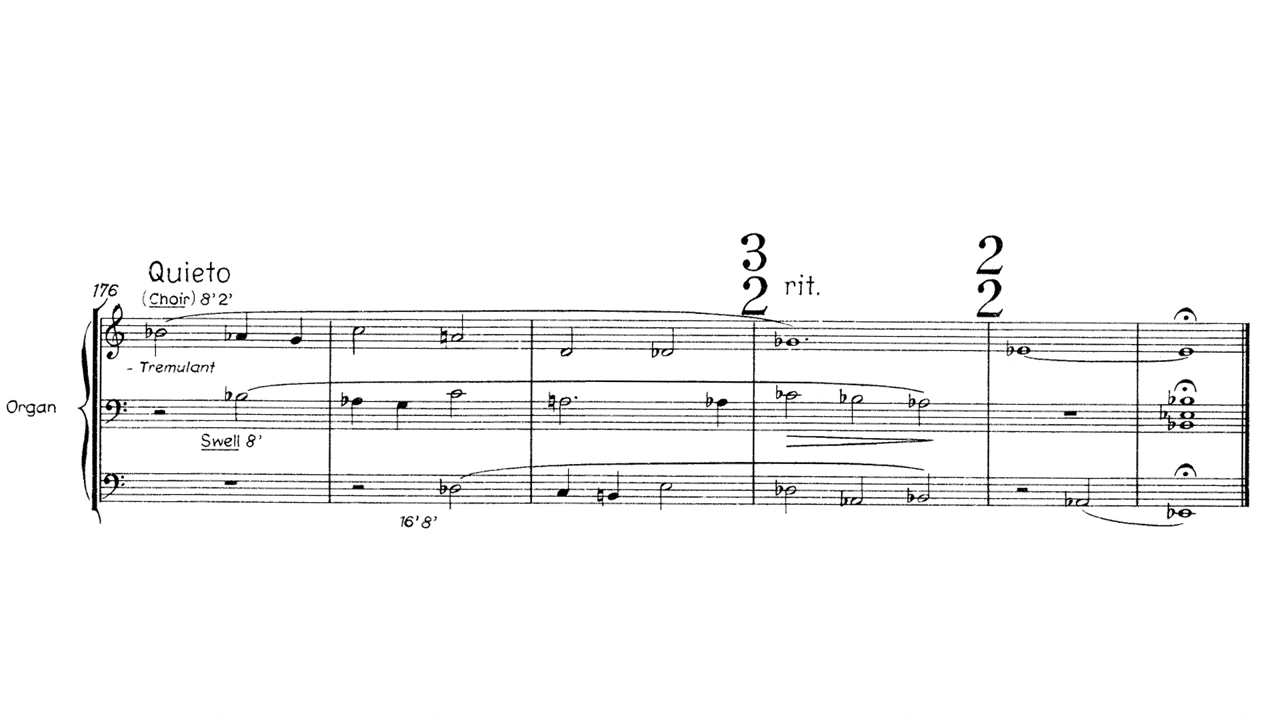 3 2
Quieto
rit.
2 2
176
(Choir) 8' 2'
- Tremulant
Organ
Swell 8'
16' 8'